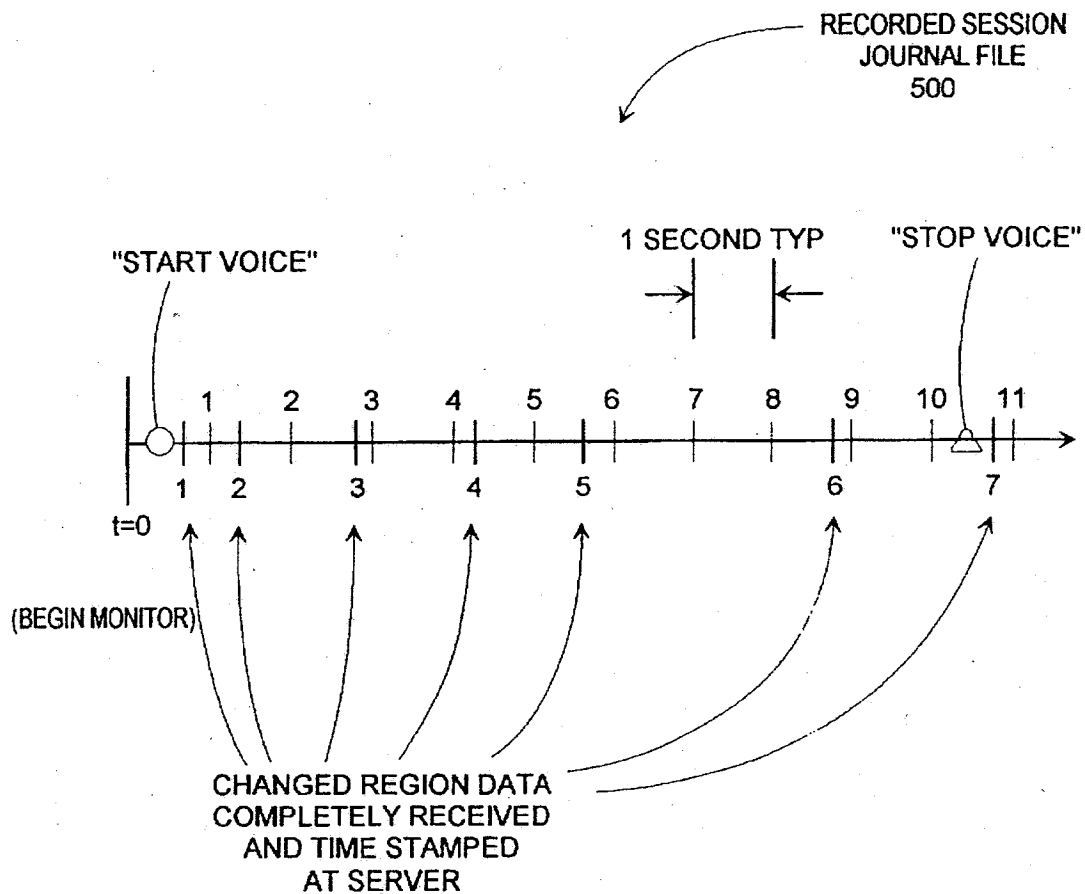 RECORDED SESSION
JOURNAL FILE
500
1 SECOND TYP
"STOP VOICE"
"START VOICE"
1 2 3 4 5 6 7 8 9 10 11
1 2 3 4 5 6 7
t=0
(BEGIN MONITOR)
CHANGED REGION DATA
COMPLETELY RECEIVED
AND TIME STAMPED
AT SERVER